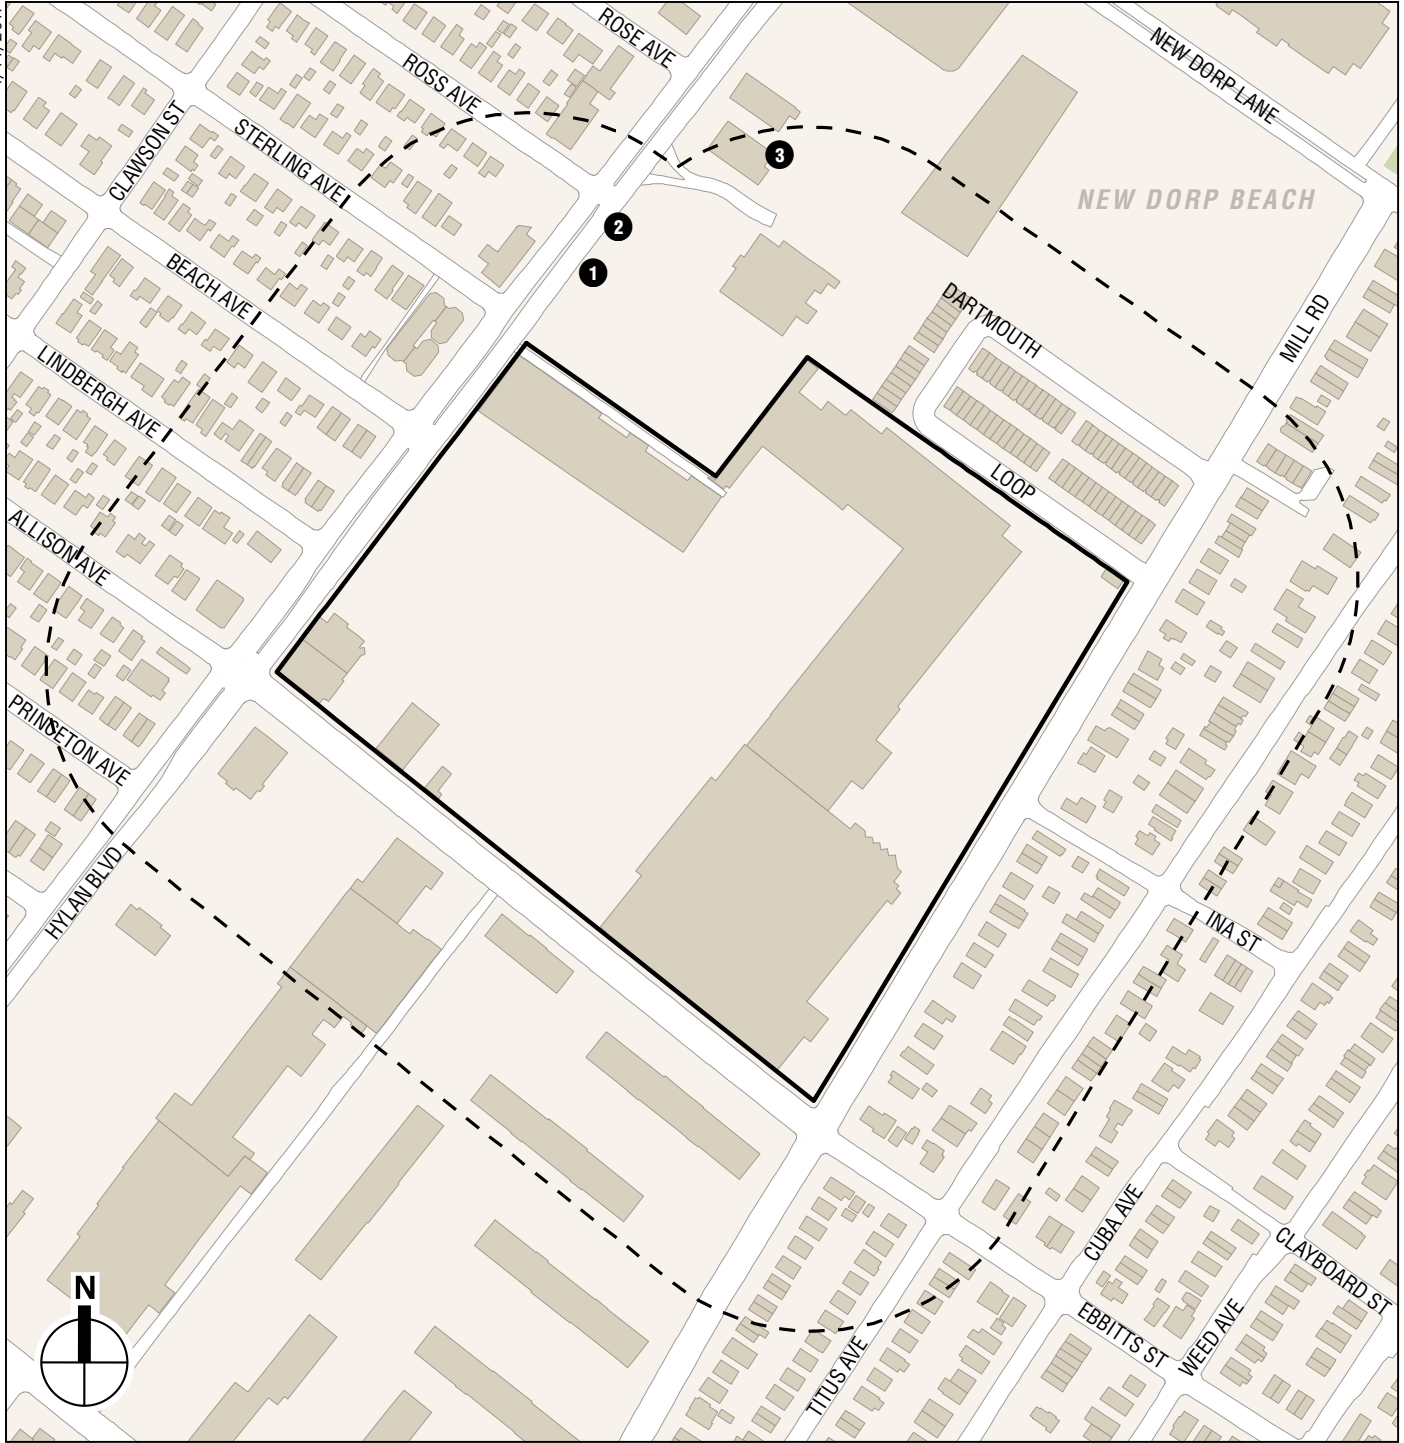 ROSE AVE
ROSS AVE
NEW DORP LANE
CLAWSON ST
STERLING AVE
3
NEW DORP BEACH
2
1
BEACH AVE
DARTMOUTH
MILL RD
LINDBERGH AVE
LOOP
ALLISON AVE
PRINCETON AVE
HYLAN BLVD
INA ST
CUBA AVE
CLAYBOARD ST
N
EBBITTS ST
WEED AVE
TITUS AVE